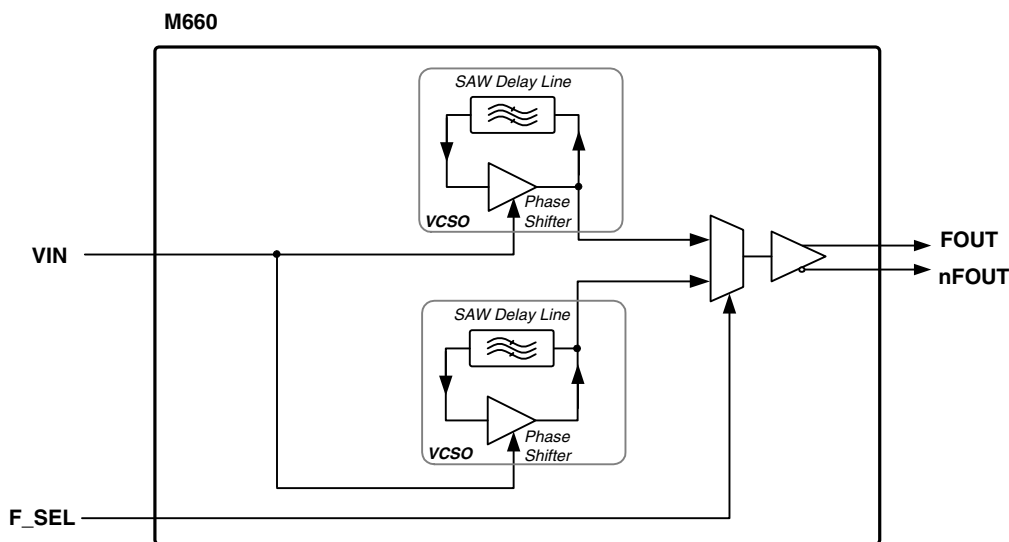 M660
SAW Delay Line
Phase
Shifter
VCSO
VIN
FOUT
nFOUT
SAW Delay Line
Phase
Shifter
VCSO
F_SEL